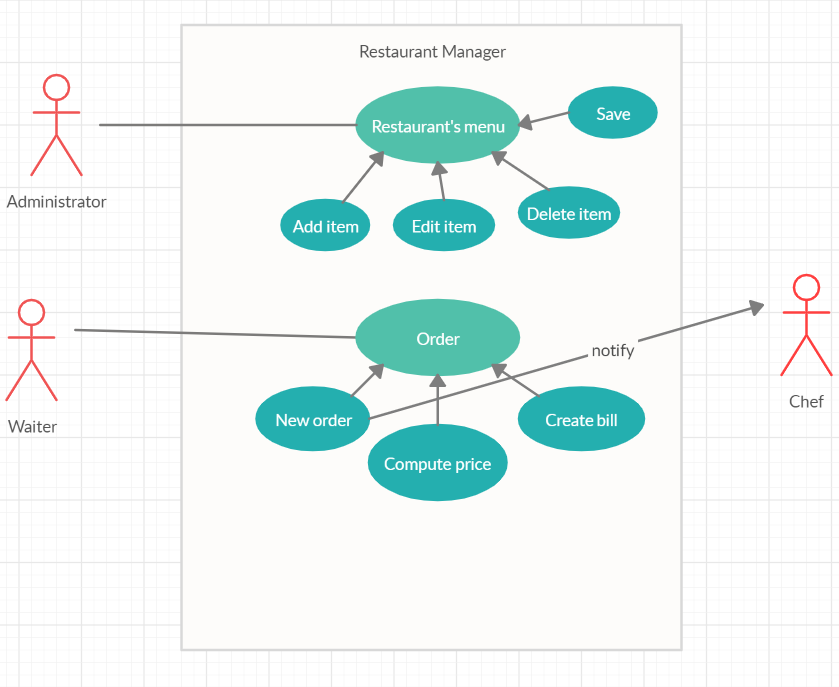 Restaurant Manager
Restaurant's menu
Save
Administrator
Add item
Edit item
Delete item
Order
notify
Waiter
New order
Create bill
Chef
Compute price